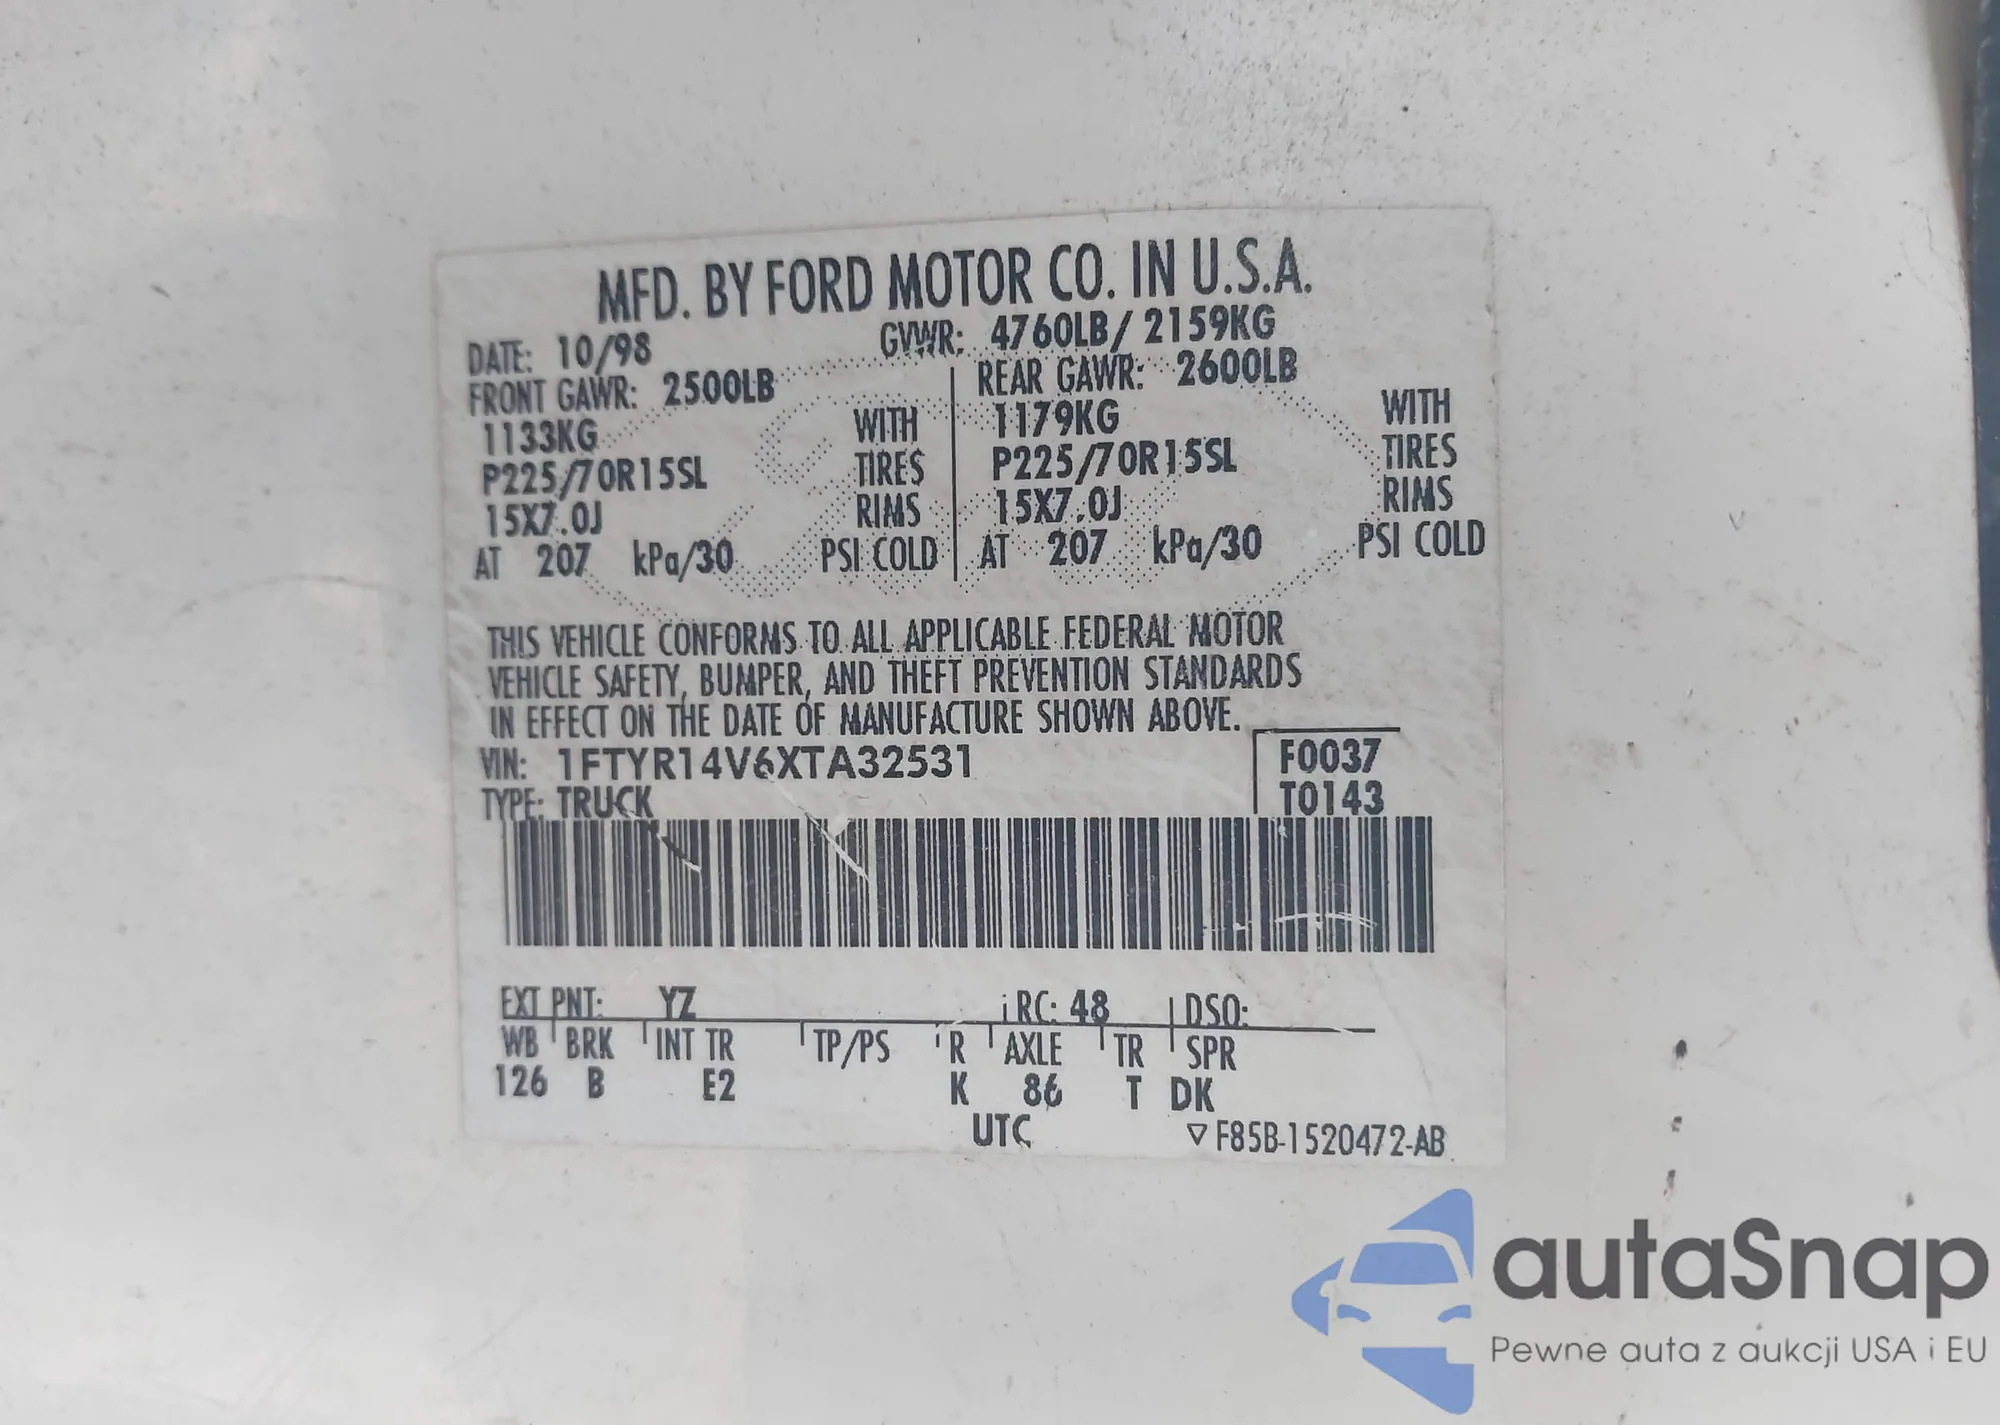 MFD. BY FORD MOTOR CO. IN U.S.A.
DATE: 10/98 GVWR: 4760LB/ 2159KG
FRONT GAWR: 2500LB REAR GAWR: 2600LB
1133KG WITH 1179KG WITH
P225/70R15SL TIRES P225/70R15SL TIRES
15X7.0J RIMS 15X7.0J RIMS
AT 207 kPa/30 PSI COLD AT 207 kPa/30 PSI COLD
THIS VEHICLE CONFORMS TO ALL APPLICABLE FEDERAL MOTOR
VEHICLE SAFETY, BUMPER, AND THEFT PREVENTION STANDARDS
IN EFFECT ON THE DATE OF MANUFACTURE SHOWN ABOVE.
VIN: 1FTYR14V6XTA32531 F0037
TYPE: TRUCK T0143
EXT PNT: YZ RC: 48 DSO:
WB BRK INT TR TP/PS R AXLE TR SPR
126 B E2 K 86 T DK
UTC ▽ F85B-1520472-AB
autaSnap
Pewne auta z aukcji USA i EU